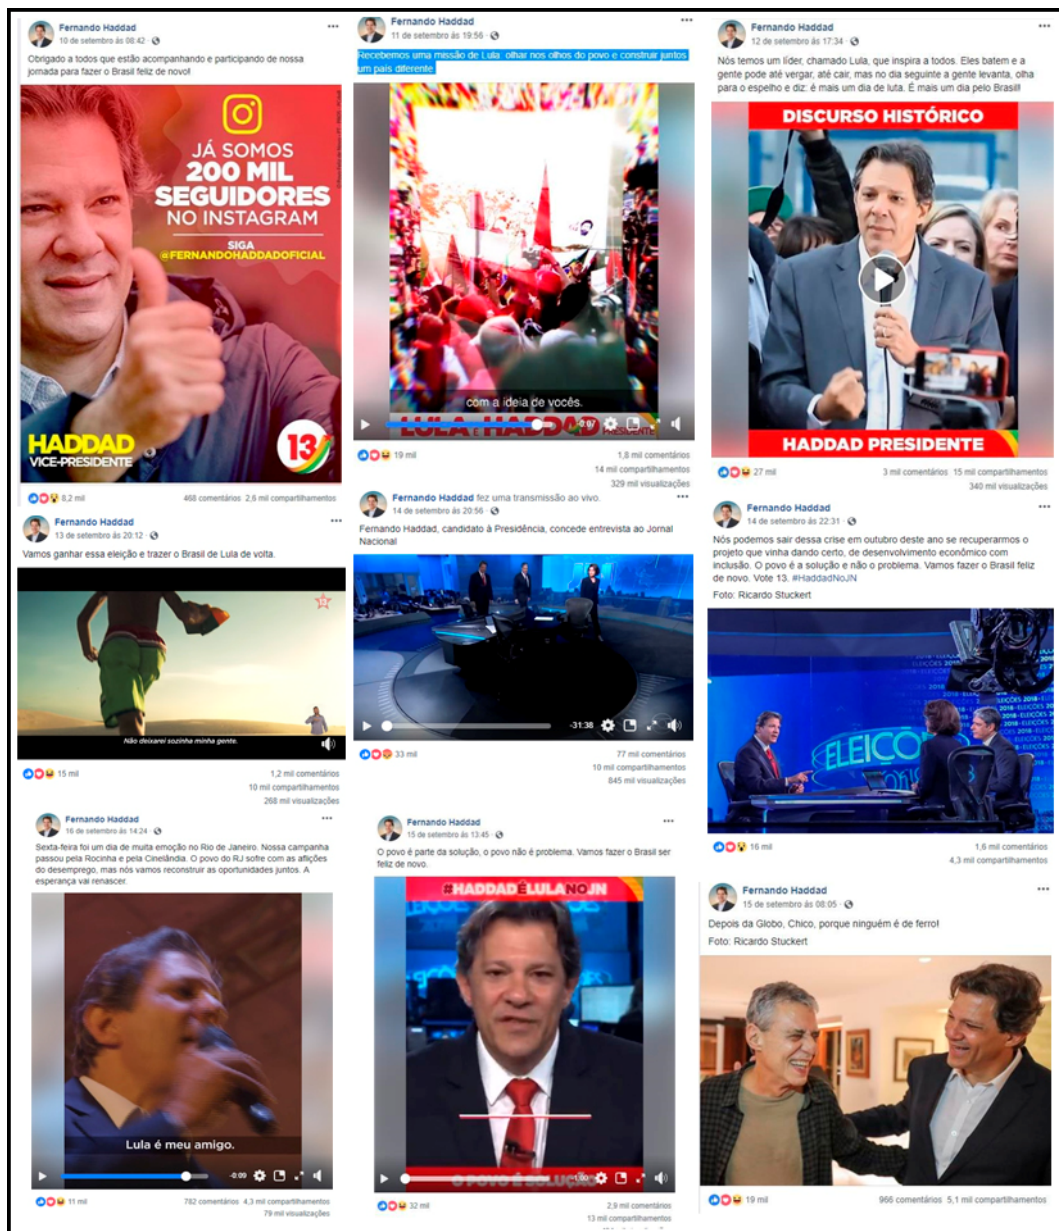 Fernando Haddad
10 de setembro às 08:42
Obrigado a todos que estão acompanhando e participando de nossa
jornada para fazer o Brasil feliz de novo!
JÁ SOMOS
200 MIL
SEGUIDORES
NO INSTAGRAM
SIGA
@FERNANDOHADDADOFICIAL
HADDAD
VICE-PRESIDENTE
13
8,2 mil
468 comentários 2,6 mil compartilhamentos
Fernando Haddad
11 de setembro às 19:56
Recebemos uma missão de Lula: olhar nos olhos do povo e construir juntos
um país diferente
com a ideia de vocês.
-0:07
LULA E HADDAD
PRESIDENTE
19 mil
1,8 mil comentários
14 mil compartilhamentos
329 mil visualizações
Fernando Haddad
12 de setembro às 17:34
Nós temos um líder, chamado Lula, que inspira a todos. Eles batem e a
gente pode até vergar, até cair, mas no dia seguinte a gente levanta, olha
para o espelho e diz: é mais um dia de luta. É mais um dia pelo Brasil!
DISCURSO HISTÓRICO
HADDAD PRESIDENTE
27 mil
3 mil comentários 15 mil compartilhamentos
340 mil visualizações
Fernando Haddad
13 de setembro às 20:12
Vamos ganhar essa eleição e trazer o Brasil de Lula de volta.
Não deixarei sozinha minha gente.
15 mil
1,2 mil comentários
10 mil compartilhamentos
268 mil visualizações
Fernando Haddad fez uma transmissão ao vivo.
14 de setembro às 20:56
Fernando Haddad, candidato à Presidência, concede entrevista ao Jornal
Nacional
-31:38
33 mil
77 mil comentários
10 mil compartilhamentos
845 mil visualizações
Fernando Haddad
14 de setembro às 22:31
Nós podemos sair dessa crise em outubro deste ano se recuperarmos o
projeto que vinha dando certo, de desenvolvimento econômico com
inclusão. O povo é a solução e não o problema. Vamos fazer o Brasil feliz
de novo. Vote 13. #HaddadNoJN
Foto: Ricardo Stuckert
ELEIÇÕES
16 mil
1,6 mil comentários
4,3 mil compartilhamentos
Fernando Haddad
16 de setembro às 14:24
Sexta-feira foi um dia de muita emoção no Rio de Janeiro. Nossa campanha
passou pela Rocinha e pela Cinelândia. O povo do RJ sofre com as aflições
do desemprego, mas nós vamos reconstruir as oportunidades juntos. A
esperança vai renascer.
Lula é meu amigo.
-0:09
11 mil
782 comentários 4,3 mil compartilhamentos
79 mil visualizações
Fernando Haddad
15 de setembro às 13:45
O povo é parte da solução, o povo não é problema. Vamos fazer o Brasil ser
feliz de novo.
#HADDADÉLULANOJN
O POVO É SOLUÇÃO
-1:00
32 mil
2,9 mil comentários
13 mil compartilhamentos
Fernando Haddad
15 de setembro às 08:05
Depois da Globo, Chico, porque ninguém é de ferro!
Foto: Ricardo Stuckert
19 mil
966 comentários 5,1 mil compartilhamentos